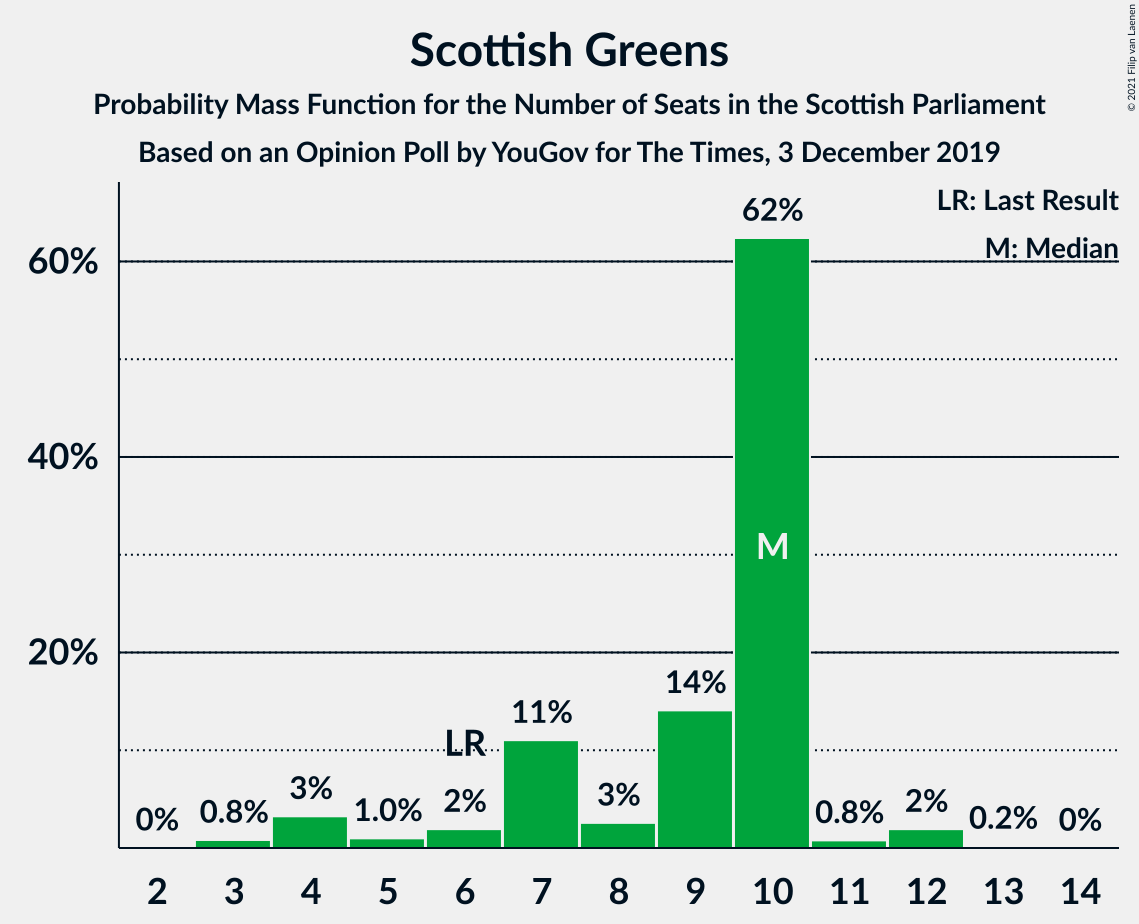 Scottish Greens
Probability Mass Function for the Number of Seats in the Scottish Parliament
Based on an Opinion Poll by YouGov for The Times, 3 December 2019
© 2021 Filip van Laenen
LR: Last Result
M: Median
60%
40%
20%
0%
0.8%
3%
1.0%
2%
LR
11%
3%
14%
62%
M
0.8%
2%
0.2%
0%
2 3 4 5 6 7 8 9 10 11 12 13 14